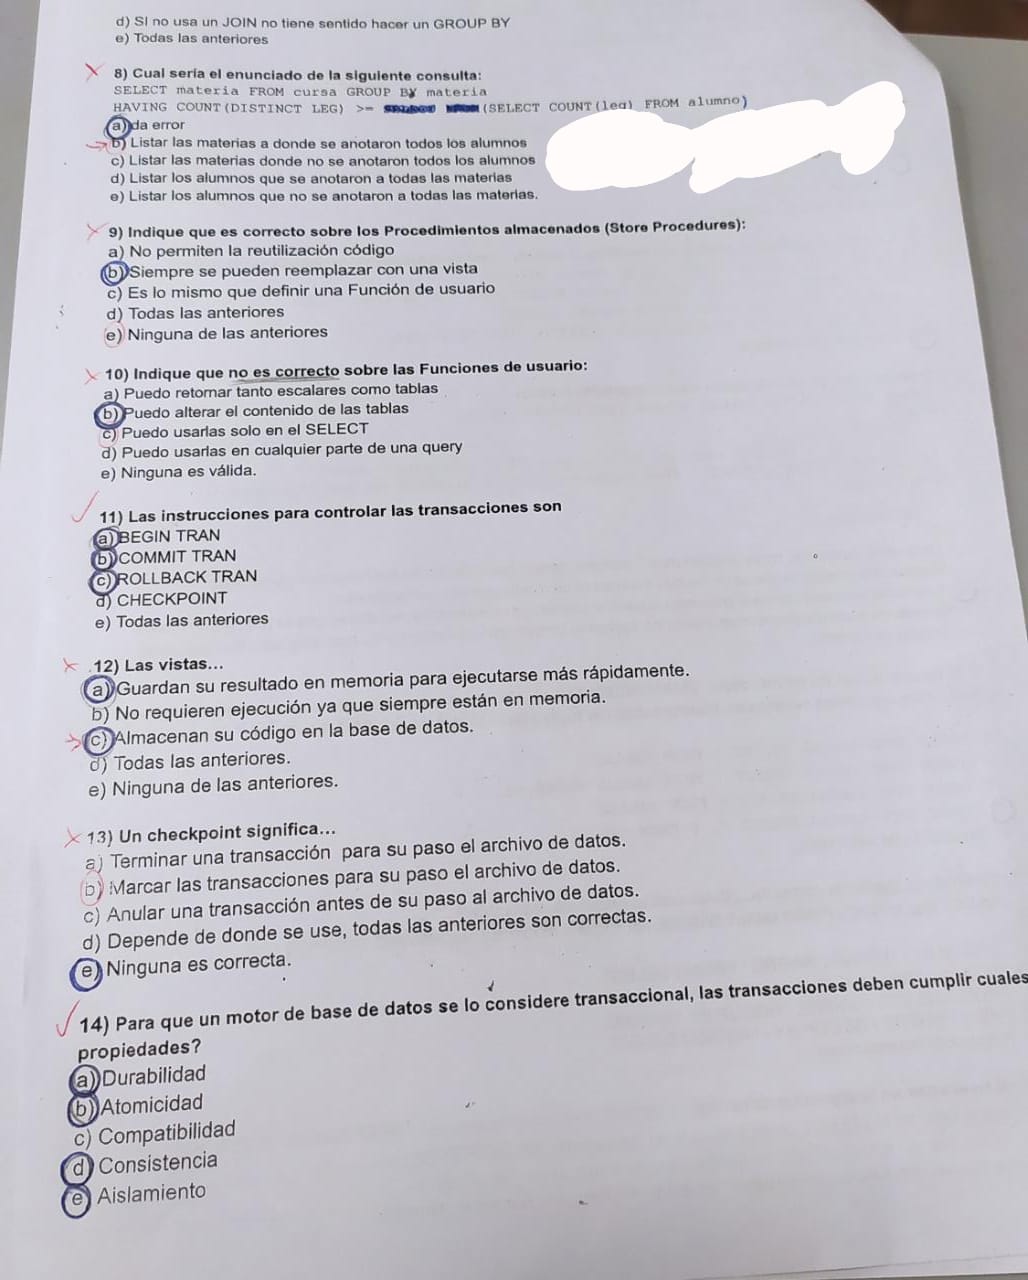 d) SI no usa un JOIN no tiene sentido hacer un GROUP BY
e) Todas las anteriores
8) Cual sería el enunciado de la siguiente consulta:
SELECT materia FROM cursa GROUP BY materia
HAVING COUNT(DISTINCT LEG) >= (SELECT COUNT(leg) FROM alumno)
a) da error
b) Listar las materias a donde se anotaron todos los alumnos
c) Listar las materias donde no se anotaron todos los alumnos
d) Listar los alumnos que se anotaron a todas las materias
e) Listar los alumnos que no se anotaron a todas las materias.
9) Indique que es correcto sobre los Procedimientos almacenados (Store Procedures):
a) No permiten la reutilización código
b) Siempre se pueden reemplazar con una vista
c) Es lo mismo que definir una Función de usuario
d) Todas las anteriores
e) Ninguna de las anteriores
10) Indique que no es correcto sobre las Funciones de usuario:
a) Puedo retornar tanto escalares como tablas
b) Puedo alterar el contenido de las tablas
c) Puedo usarlas solo en el SELECT
d) Puedo usarlas en cualquier parte de una query
e) Ninguna es válida.
11) Las instrucciones para controlar las transacciones son
a) BEGIN TRAN
b) COMMIT TRAN
c) ROLLBACK TRAN
d) CHECKPOINT
e) Todas las anteriores
12) Las vistas...
a) Guardan su resultado en memoria para ejecutarse más rápidamente.
b) No requieren ejecución ya que siempre están en memoria.
c) Almacenan su código en la base de datos.
d) Todas las anteriores.
e) Ninguna de las anteriores.
13) Un checkpoint significa...
a) Terminar una transacción para su paso el archivo de datos.
b) Marcar las transacciones para su paso el archivo de datos.
c) Anular una transacción antes de su paso al archivo de datos.
d) Depende de donde se use, todas las anteriores son correctas.
e) Ninguna es correcta.
14) Para que un motor de base de datos se lo considere transaccional, las transacciones deben cumplir cuales
propiedades?
a) Durabilidad
b) Atomicidad
c) Compatibilidad
d) Consistencia
e) Aislamiento